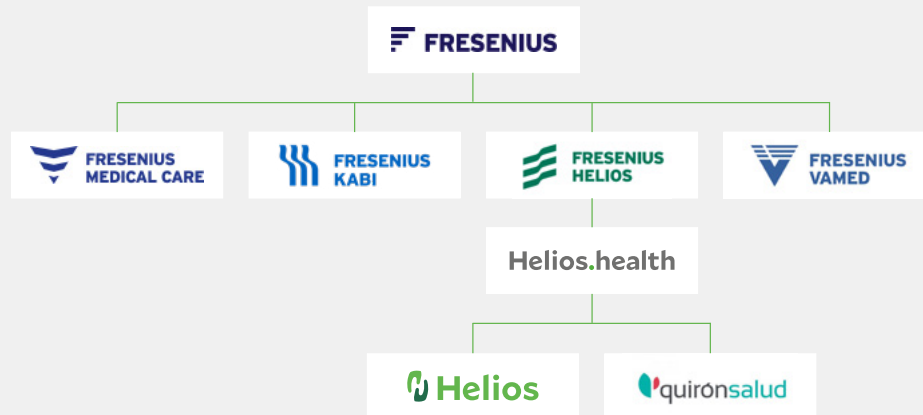 FRESENIUS
FRESENIUS
MEDICAL CARE
FRESENIUS
KABI
FRESENIUS
HELIOS
FRESENIUS
VAMED
Helios.health
Helios
quirónsalud